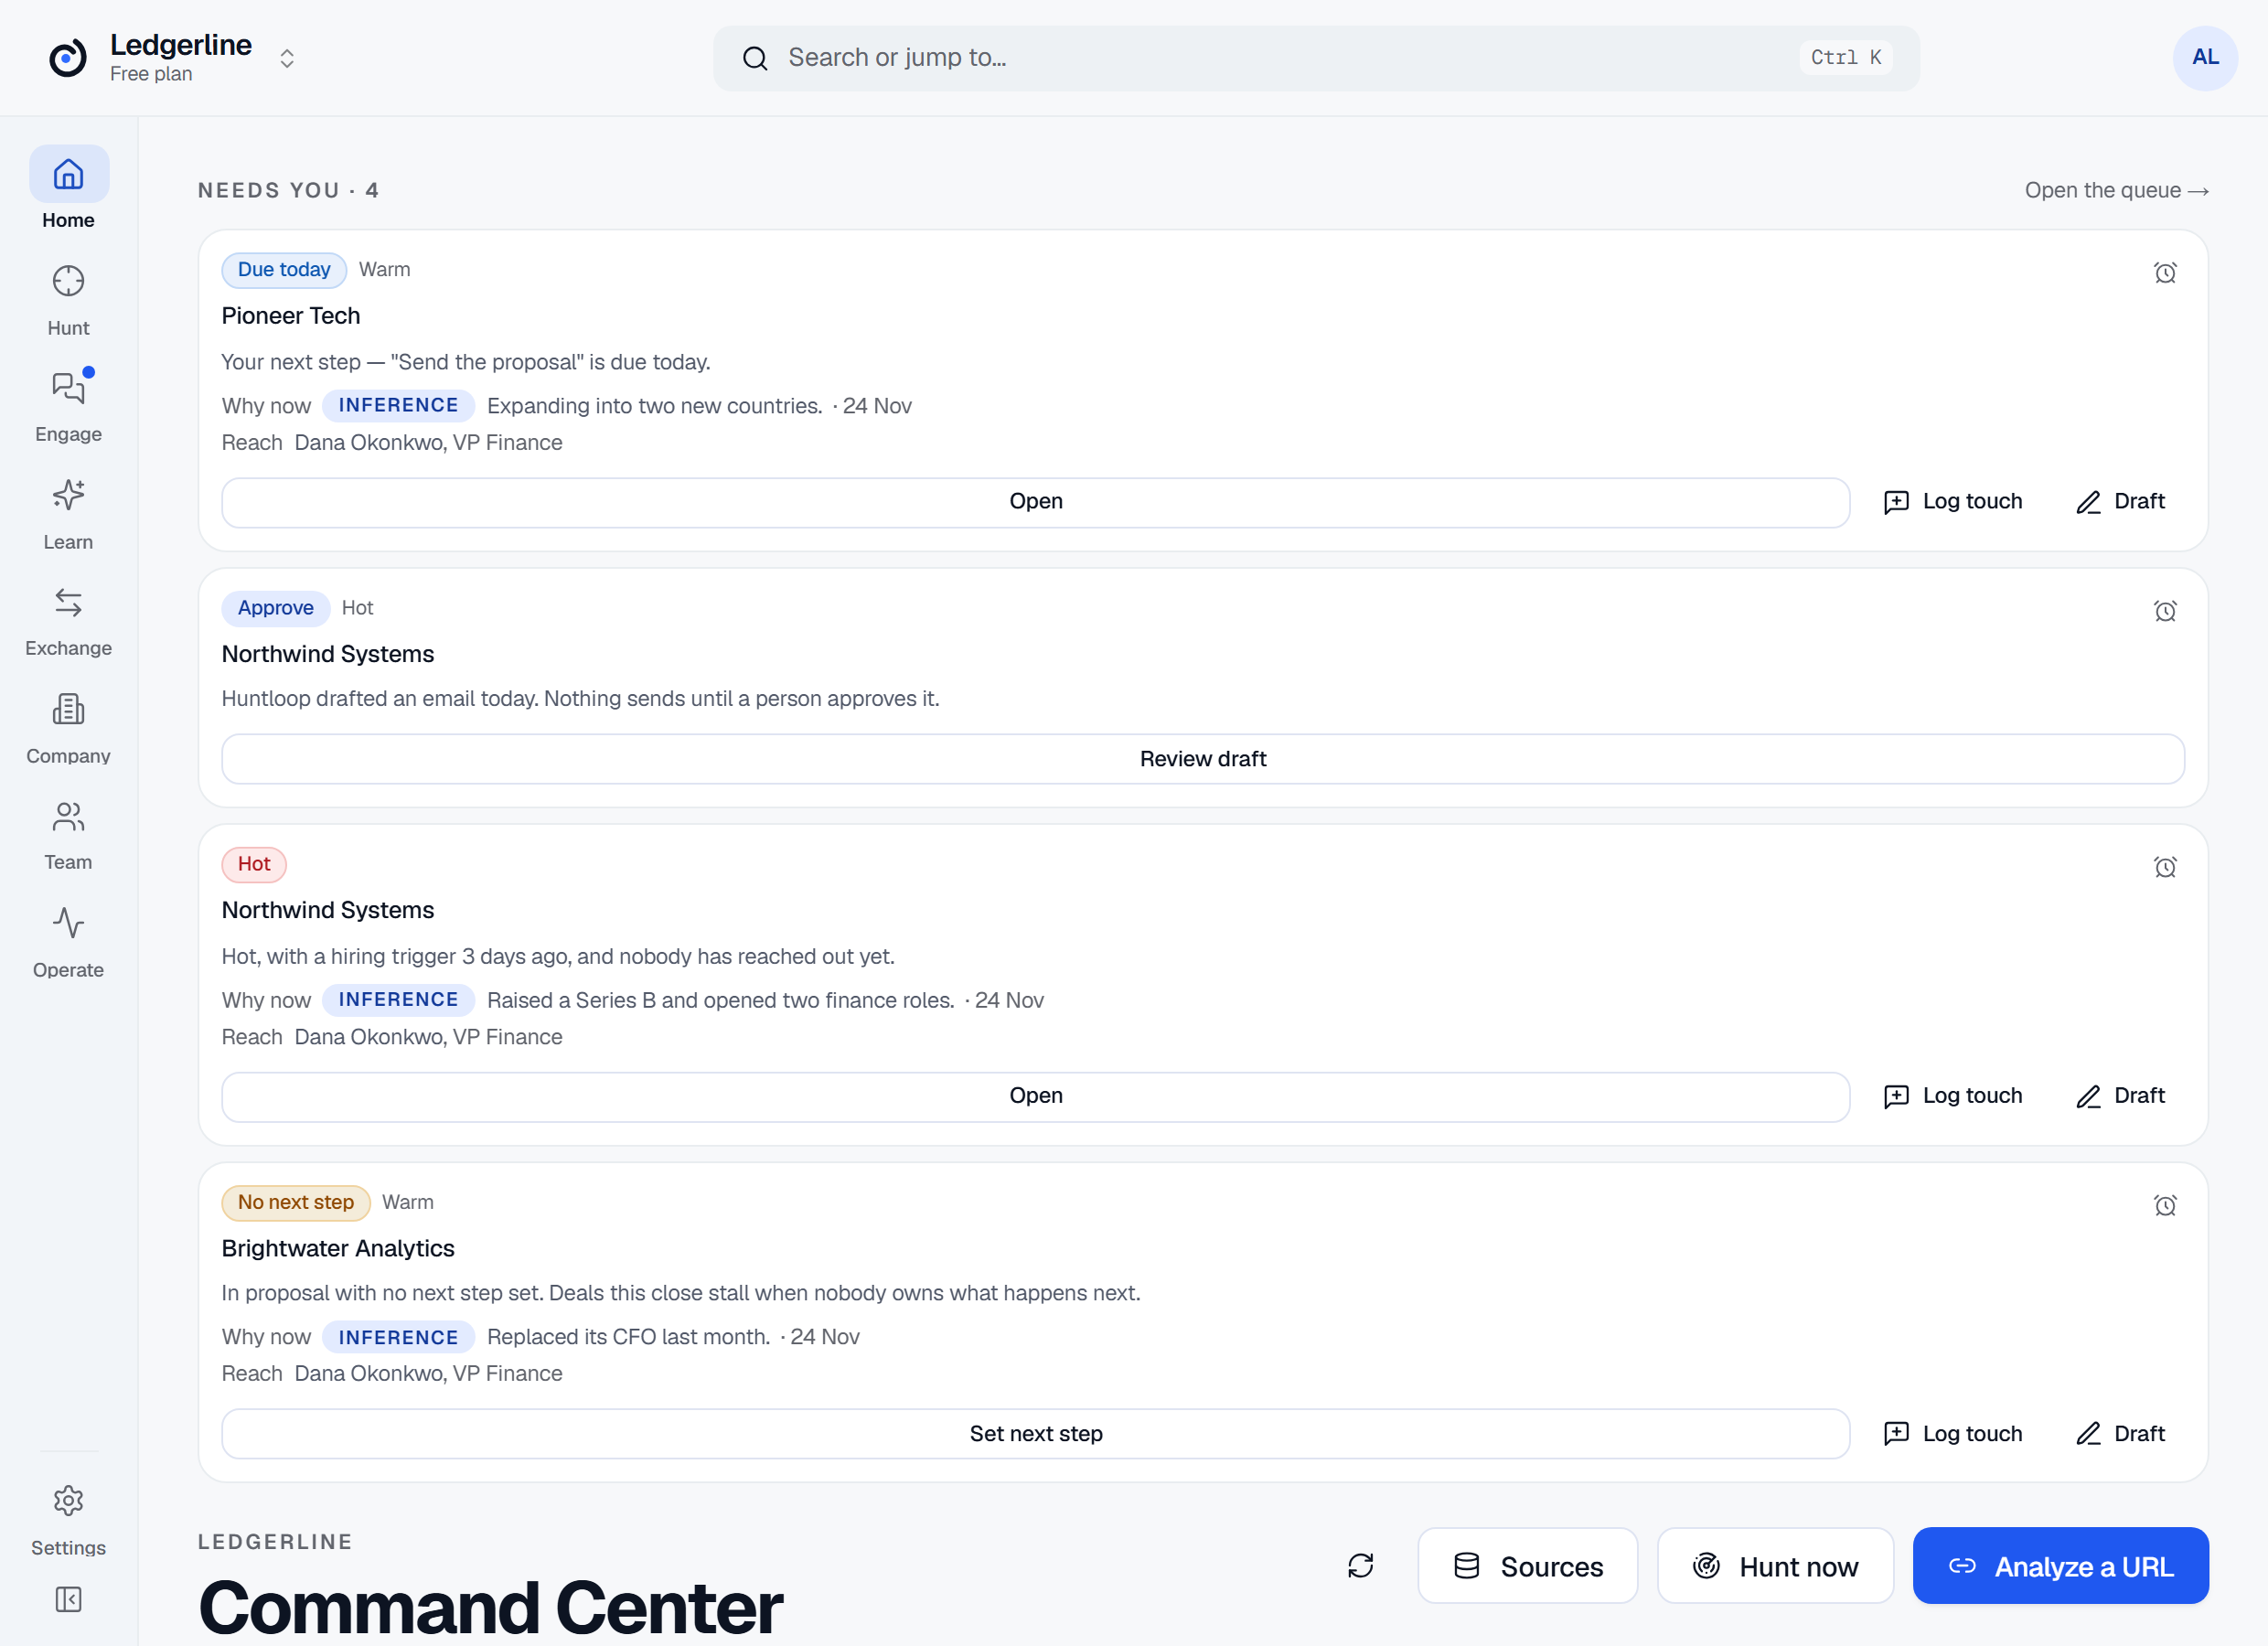 Ledgerline
Free plan
Search or jump to...
Ctrl K
AL
Home
Hunt
Engage
Learn
Exchange
Company
Team
Operate
Settings
NEEDS YOU · 4
Open the queue →
Due today Warm
Pioneer Tech
Your next step — "Send the proposal" is due today.
Why now INFERENCE Expanding into two new countries. · 24 Nov
Reach Dana Okonkwo, VP Finance
Open Log touch Draft
Approve Hot
Northwind Systems
Huntloop drafted an email today. Nothing sends until a person approves it.
Review draft
Hot
Northwind Systems
Hot, with a hiring trigger 3 days ago, and nobody has reached out yet.
Why now INFERENCE Raised a Series B and opened two finance roles. · 24 Nov
Reach Dana Okonkwo, VP Finance
Open Log touch Draft
No next step Warm
Brightwater Analytics
In proposal with no next step set. Deals this close stall when nobody owns what happens next.
Why now INFERENCE Replaced its CFO last month. · 24 Nov
Reach Dana Okonkwo, VP Finance
Set next step Log touch Draft
LEDGERLINE
Command Center
Sources Hunt now Analyze a URL